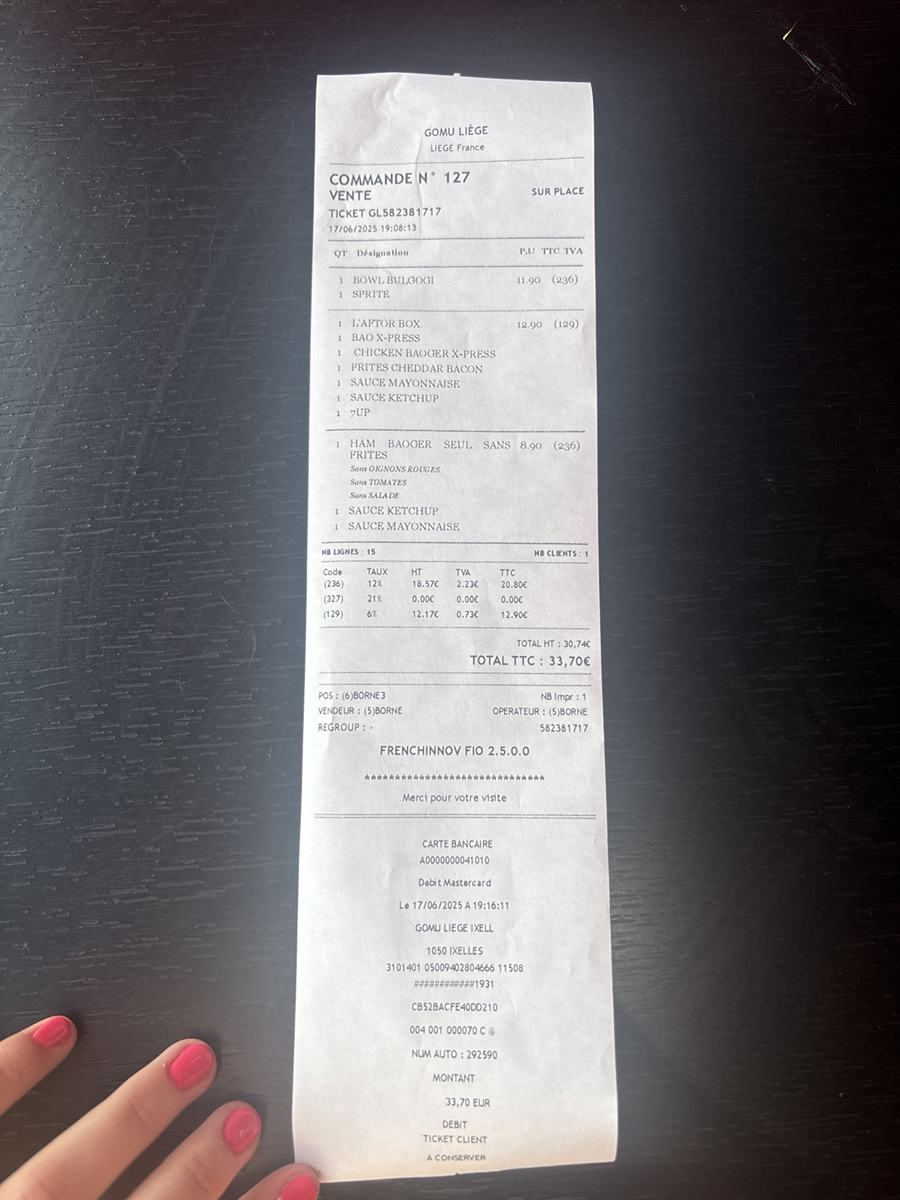 GOMU LIÈGE
LIEGE France
COMMANDE N° 127
VENTE SUR PLACE
TICKET GL582381717
17/06/2025 19:08:13
QT Désignation P.U TTC TVA
1 BOWL BULGOGI 11.90 (236)
1 SPRITE
1 L'AFTOR BOX 12.90 (129)
1 BAO X-PRESS
1 CHICKEN BAOGER X-PRESS
1 FRITES CHEDDAR BACON
1 SAUCE MAYONNAISE
1 SAUCE KETCHUP
1 7UP
1 HAM BAOGER SEUL SANS 8.90 (236)
FRITES
Sans OIGNONS ROUGES
Sans TOMATES
Sans SALADE
1 SAUCE KETCHUP
1 SAUCE MAYONNAISE
NB LIGNES : 15 NB CLIENTS : 1
Code TAUX HT TVA TTC
(236) 12% 18.57€ 2.23€ 20.80€
(327) 21% 0.00€ 0.00€ 0.00€
(129) 6% 12.17€ 0.73€ 12.90€
TOTAL HT : 30,74€
TOTAL TTC : 33,70€
POS : (6)BORNE3 NB Impr : 1
VENDEUR : (5)BORNE OPERATEUR : (5)BORNE
REGROUP : - 582381717
FRENCHINNOV FIO 2.5.0.0
******************************
Merci pour votre visite
CARTE BANCAIRE
A0000000041010
Debit Mastercard
Le 17/06/2025 A 19:16:11
GOMU LIEGE IXELL
1050 IXELLES
3101401 05009402804666 11508
############1931
CB52BACFE40DD210
004 001 000070 C @
NUM AUTO : 292590
MONTANT
33,70 EUR
DEBIT
TICKET CLIENT
A CONSERVER